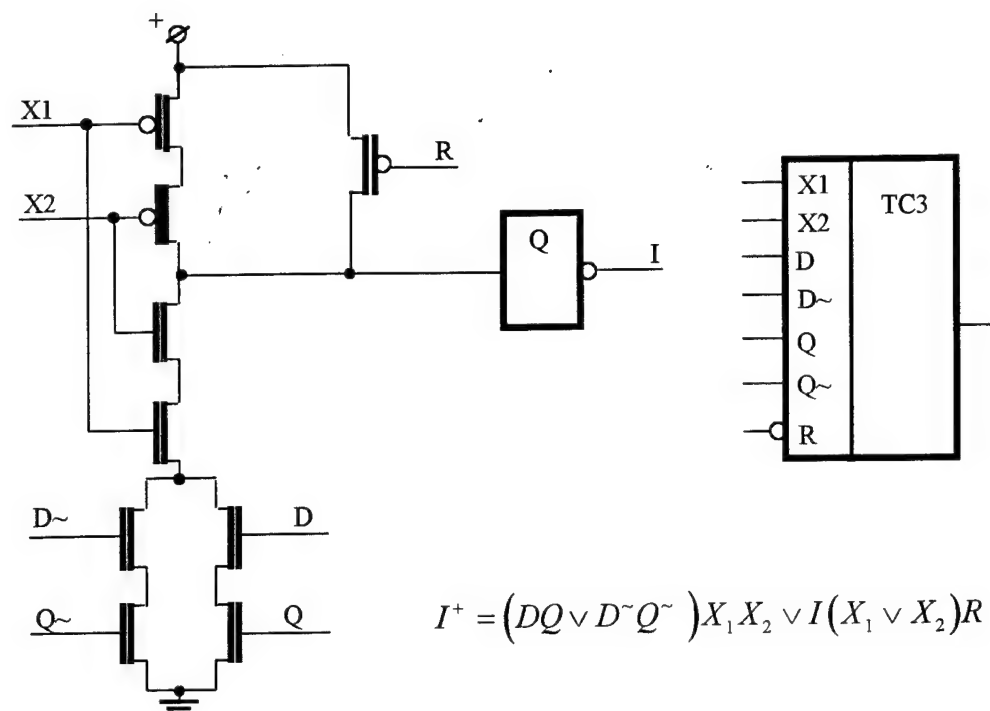 +
X1
R
X2
Q
I
D~
D
Q~
Q
X1
X2
D
D~
Q
Q~
R
TC3
I⁺ = (DQ ∨ D~Q~)X₁X₂ ∨ I(X₁ ∨ X₂)R